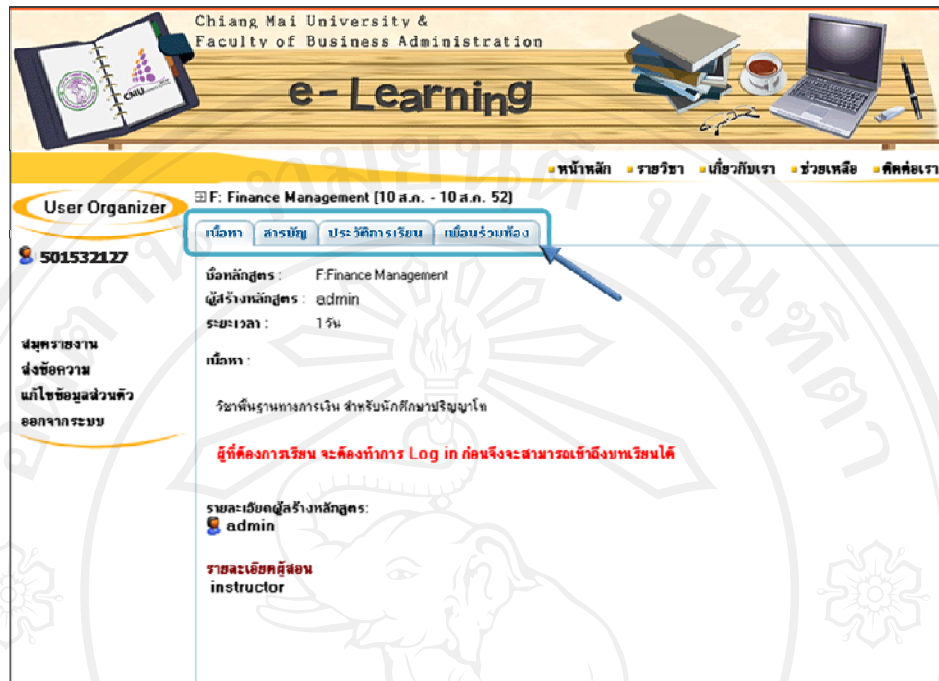 Chiang Mai University &
Faculty of Business Administration
e-Learning
CMU
หน้าหลัก รายวิชา เกี่ยวกับเรา ช่วยเหลือ ติดต่อเรา
User Organizer
F: Finance Management [10 ส.ค. - 10 ส.ค. 52]
เนื้อหา สารบัญ ประวัติการเรียน เพื่อนร่วมห้อง
501532127
ชื่อหลักสูตร : F:Finance Management
ผู้สร้างหลักสูตร : admin
ระยะเวลา : 1 วัน
สมุดรายงาน
ส่งข้อความ
แก้ไขข้อมูลส่วนตัว
ออกจากระบบ
เนื้อหา :
วิชาพื้นฐานทางการเงิน สำหรับนักศึกษาปริญญาโท
ผู้ที่ต้องการเรียน จะต้องทำการ Log in ก่อนจึงจะสามารถเข้าถึงบทเรียนได้
รายละเอียดผู้สร้างหลักสูตร:
admin
รายละเอียดผู้สอน
instructor